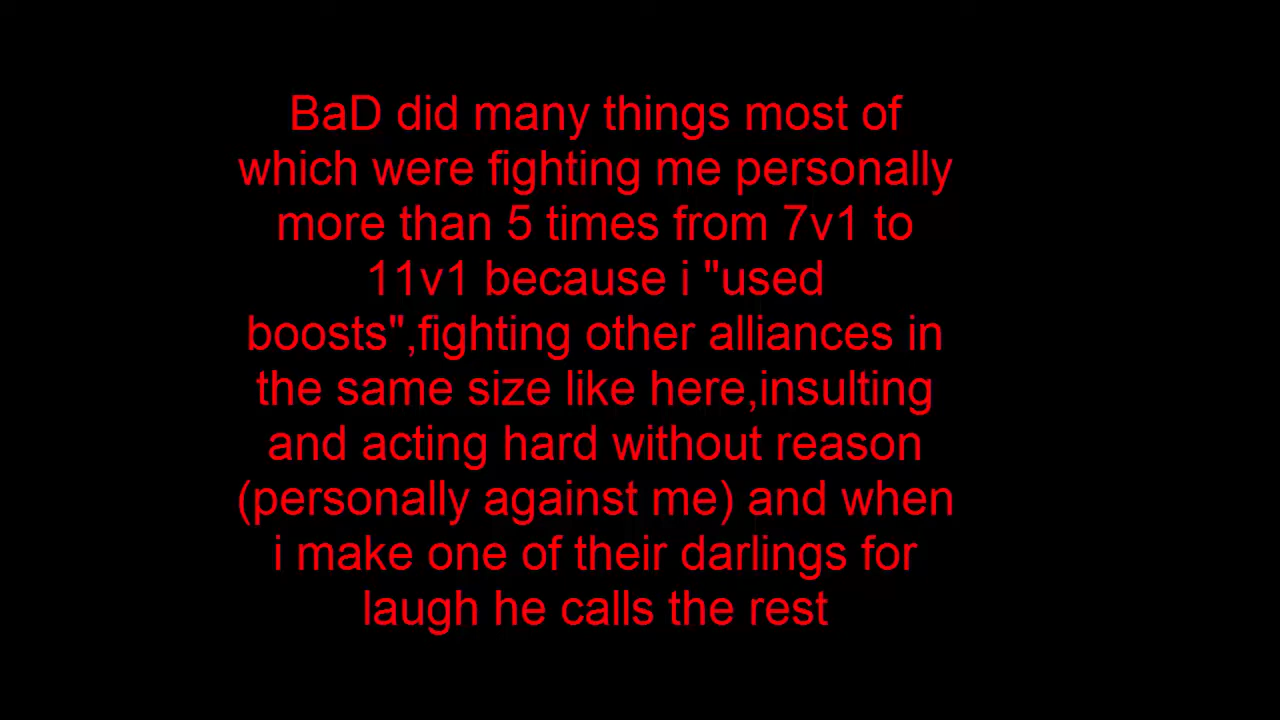 BaD did many things most of
which were fighting me personally
more than 5 times from 7v1 to
11v1 because i "used
boosts",fighting other alliances in
the same size like here,insulting
and acting hard without reason
(personally against me) and when
i make one of their darlings for
laugh he calls the rest